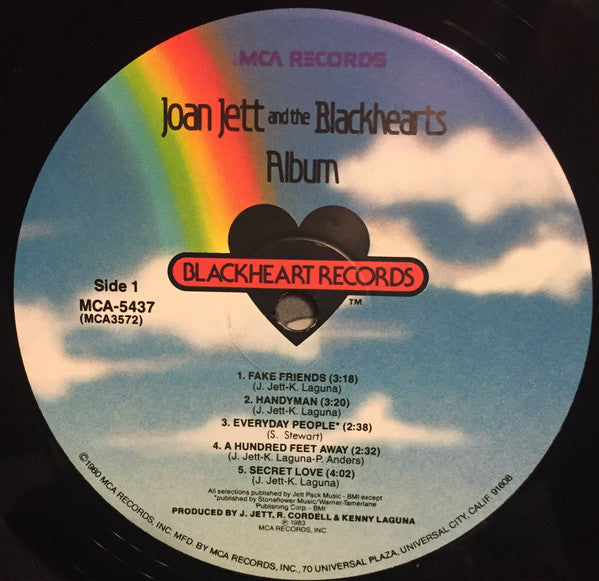 MCA RECORDS
Joan Jett and the Blackhearts
Album
BLACKHEART RECORDS
TM
Side 1
MCA-5437
(MCA3572)
1. FAKE FRIENDS (3:18)
(J. Jett-K. Laguna)
2. HANDYMAN (3:20)
(J. Jett-K. Laguna)
3. EVERYDAY PEOPLE* (2:38)
(S. Stewart)
4. A HUNDRED FEET AWAY (2:32)
(J. Jett-K. Laguna-P. Anders)
5. SECRET LOVE (4:02)
(J. Jett-K. Laguna)
All selections published by Jett Pack Music - BMI except
*published by Stoneflower Music/Warner-Tamerlane
Publishing Corp. - BMI
PRODUCED BY J. JETT, R. CORDELL & KENNY LAGUNA
℗ 1983
MCA RECORDS, INC.
©1980 MCA RECORDS, INC. MFD. BY MCA RECORDS, INC., 70 UNIVERSAL PLAZA, UNIVERSAL CITY, CALIF. 91608